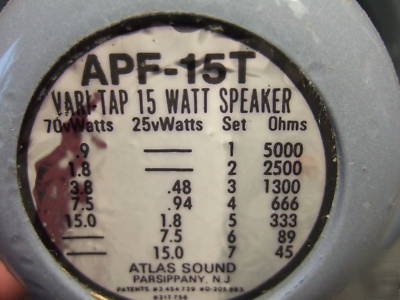 APF-15T
VARI-TAP 15 WATT SPEAKER
70vWatts 25vWatts Set Ohms
.9 — 1 5000
1.8 — 2 2500
3.8 .48 3 1300
7.5 .94 4 666
15.0 1.8 5 333
— 7.5 6 89
— 15.0 7 45
ATLAS SOUND
PARSIPPANY, N.J.
PATENTS